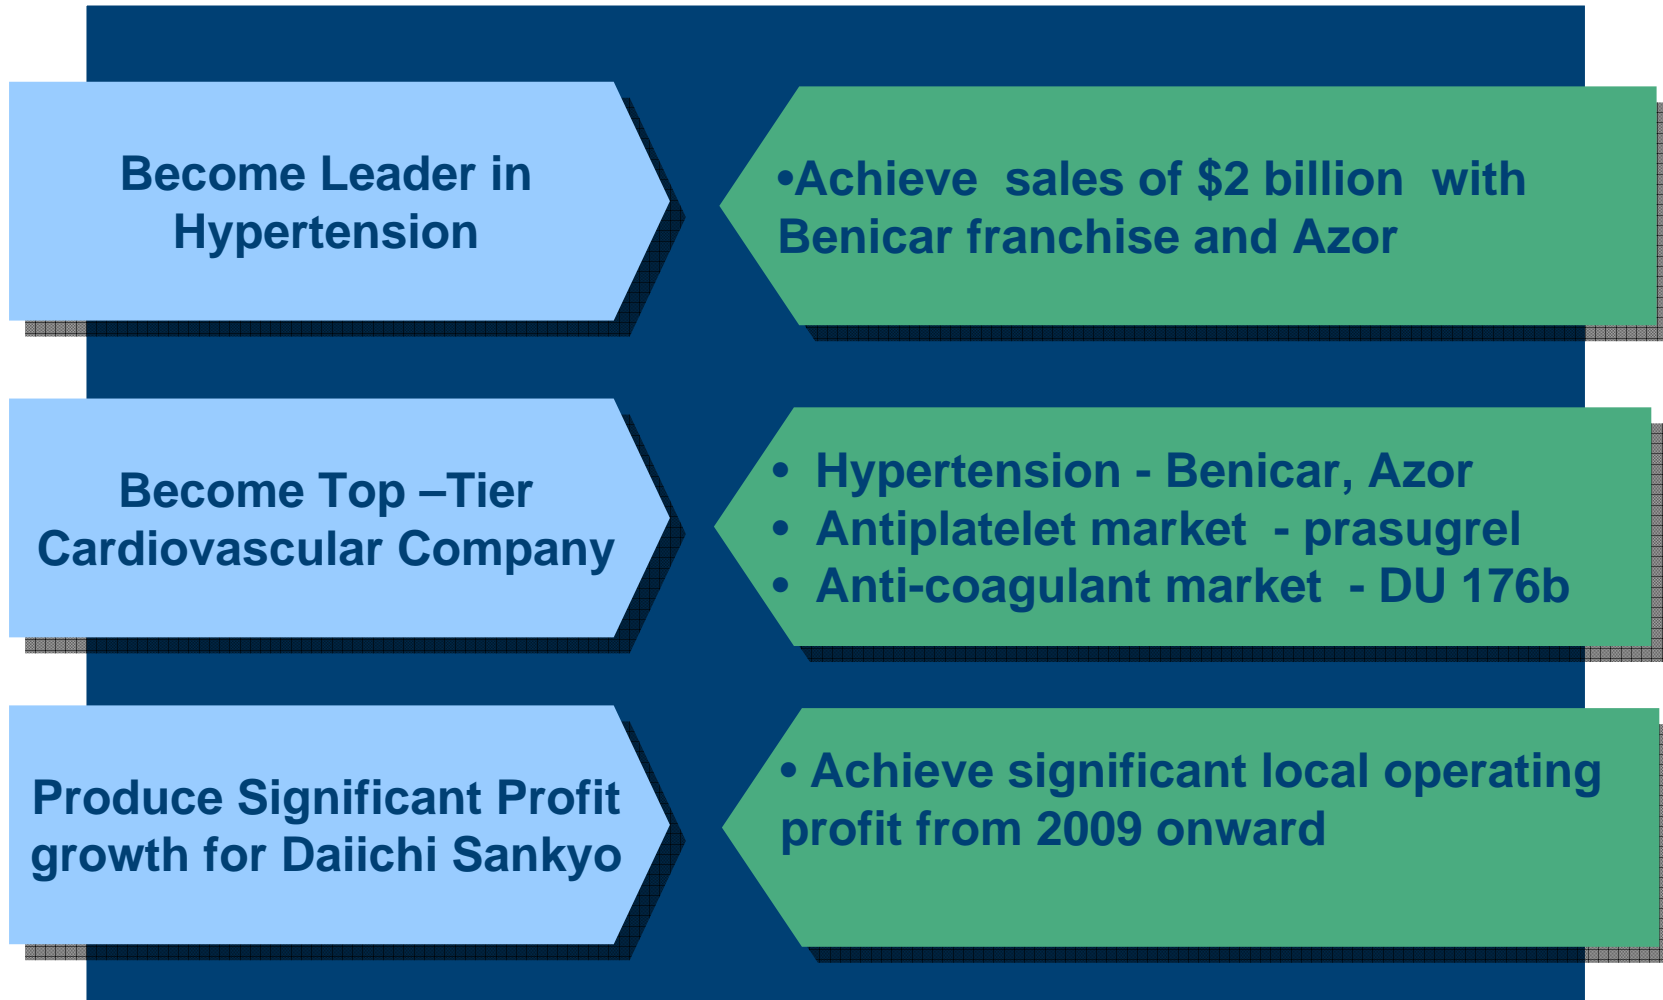 Become Leader in
Hypertension
•Achieve sales of $2 billion with
Benicar franchise and Azor
Become Top –Tier
Cardiovascular Company
• Hypertension - Benicar, Azor
• Antiplatelet market - prasugrel
• Anti-coagulant market - DU 176b
Produce Significant Profit
growth for Daiichi Sankyo
• Achieve significant local operating
profit from 2009 onward